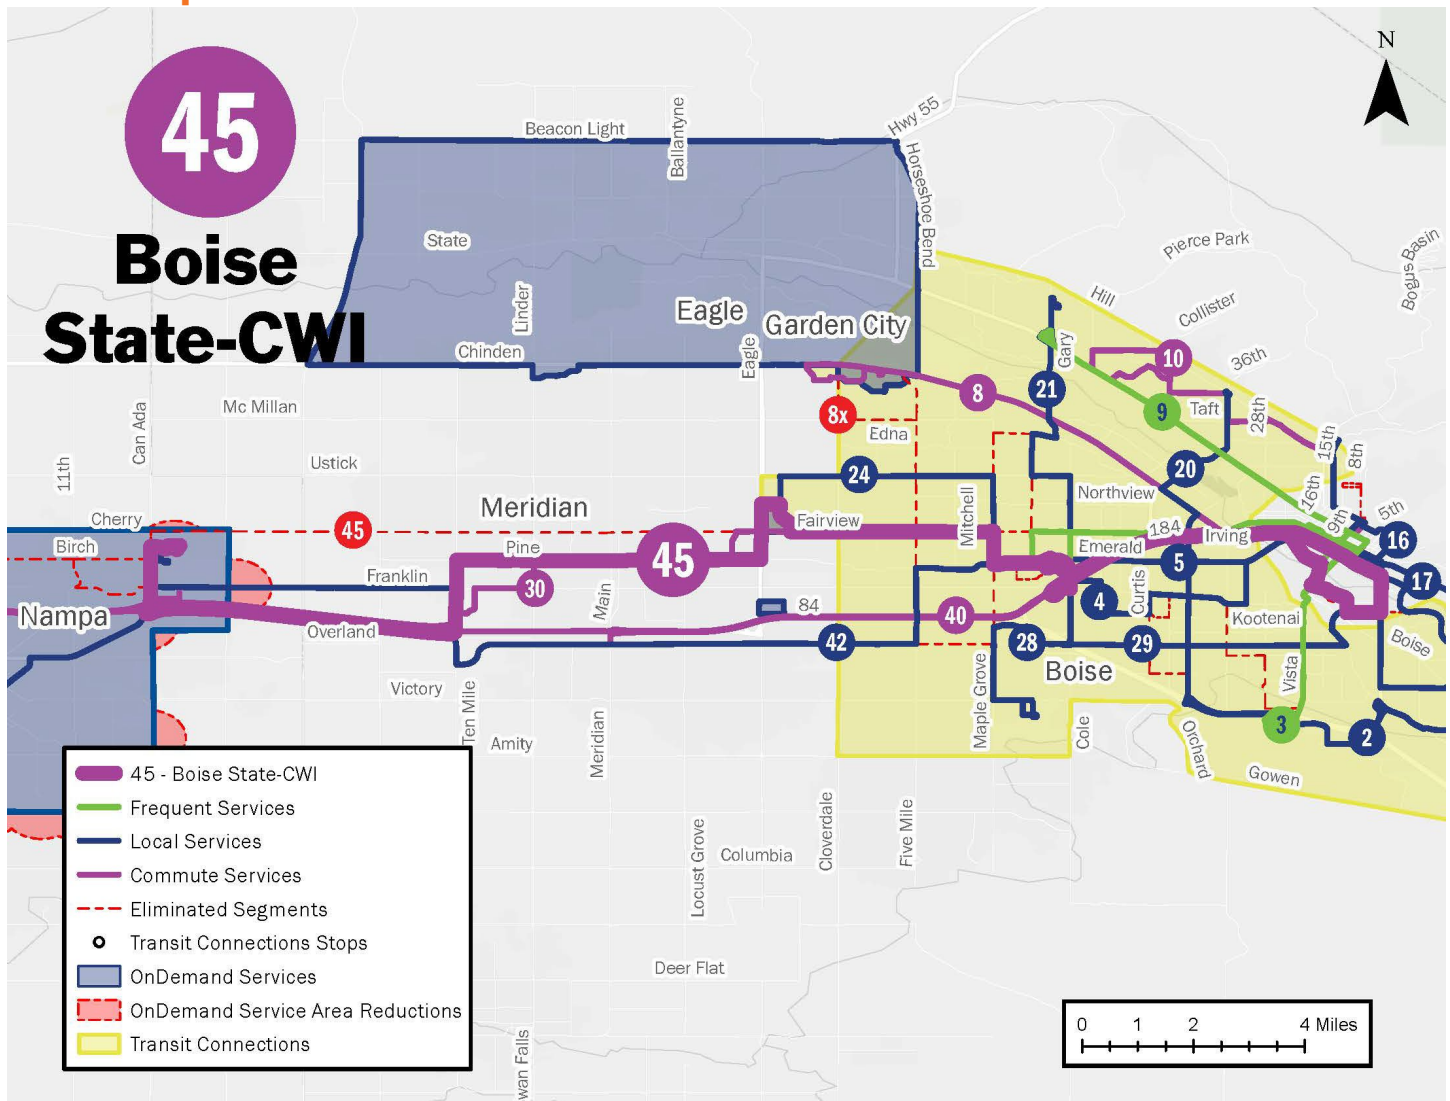 45
Boise
State-CWI
N
Beacon Light
Ballantyne
Hwy 55
Horseshoe Bend
State
Linder
Eagle
Garden City
Chinden
Eagle
Pierce Park
Bogus Basin
Hill
Collister
Gary
10
36th
21
8
9
Taft
28th
15th
8th
Mc Millan
Can Ada
8x
Edna
11th
Ustick
24
20
Northview
16th
9th
5th
Meridian
Mitchell
Cherry
45
Fairview
184
Emerald
Irving
16
Birch
Pine
45
5
17
Franklin
30
Main
84
40
4
Curtis
Kootenai
Nampa
Overland
42
28
29
Boise
Boise
Victory
Ten Mile
Amity
Meridian
Maple Grove
Cole
Vista
3
2
Orchard
Gowen
45 - Boise State-CWI
Frequent Services
Local Services
Commute Services
Eliminated Segments
Transit Connections Stops
OnDemand Services
OnDemand Service Area Reductions
Transit Connections
Locust Grove
Columbia
Cloverdale
Five Mile
Deer Flat
wan Falls
0 1 2 4 Miles